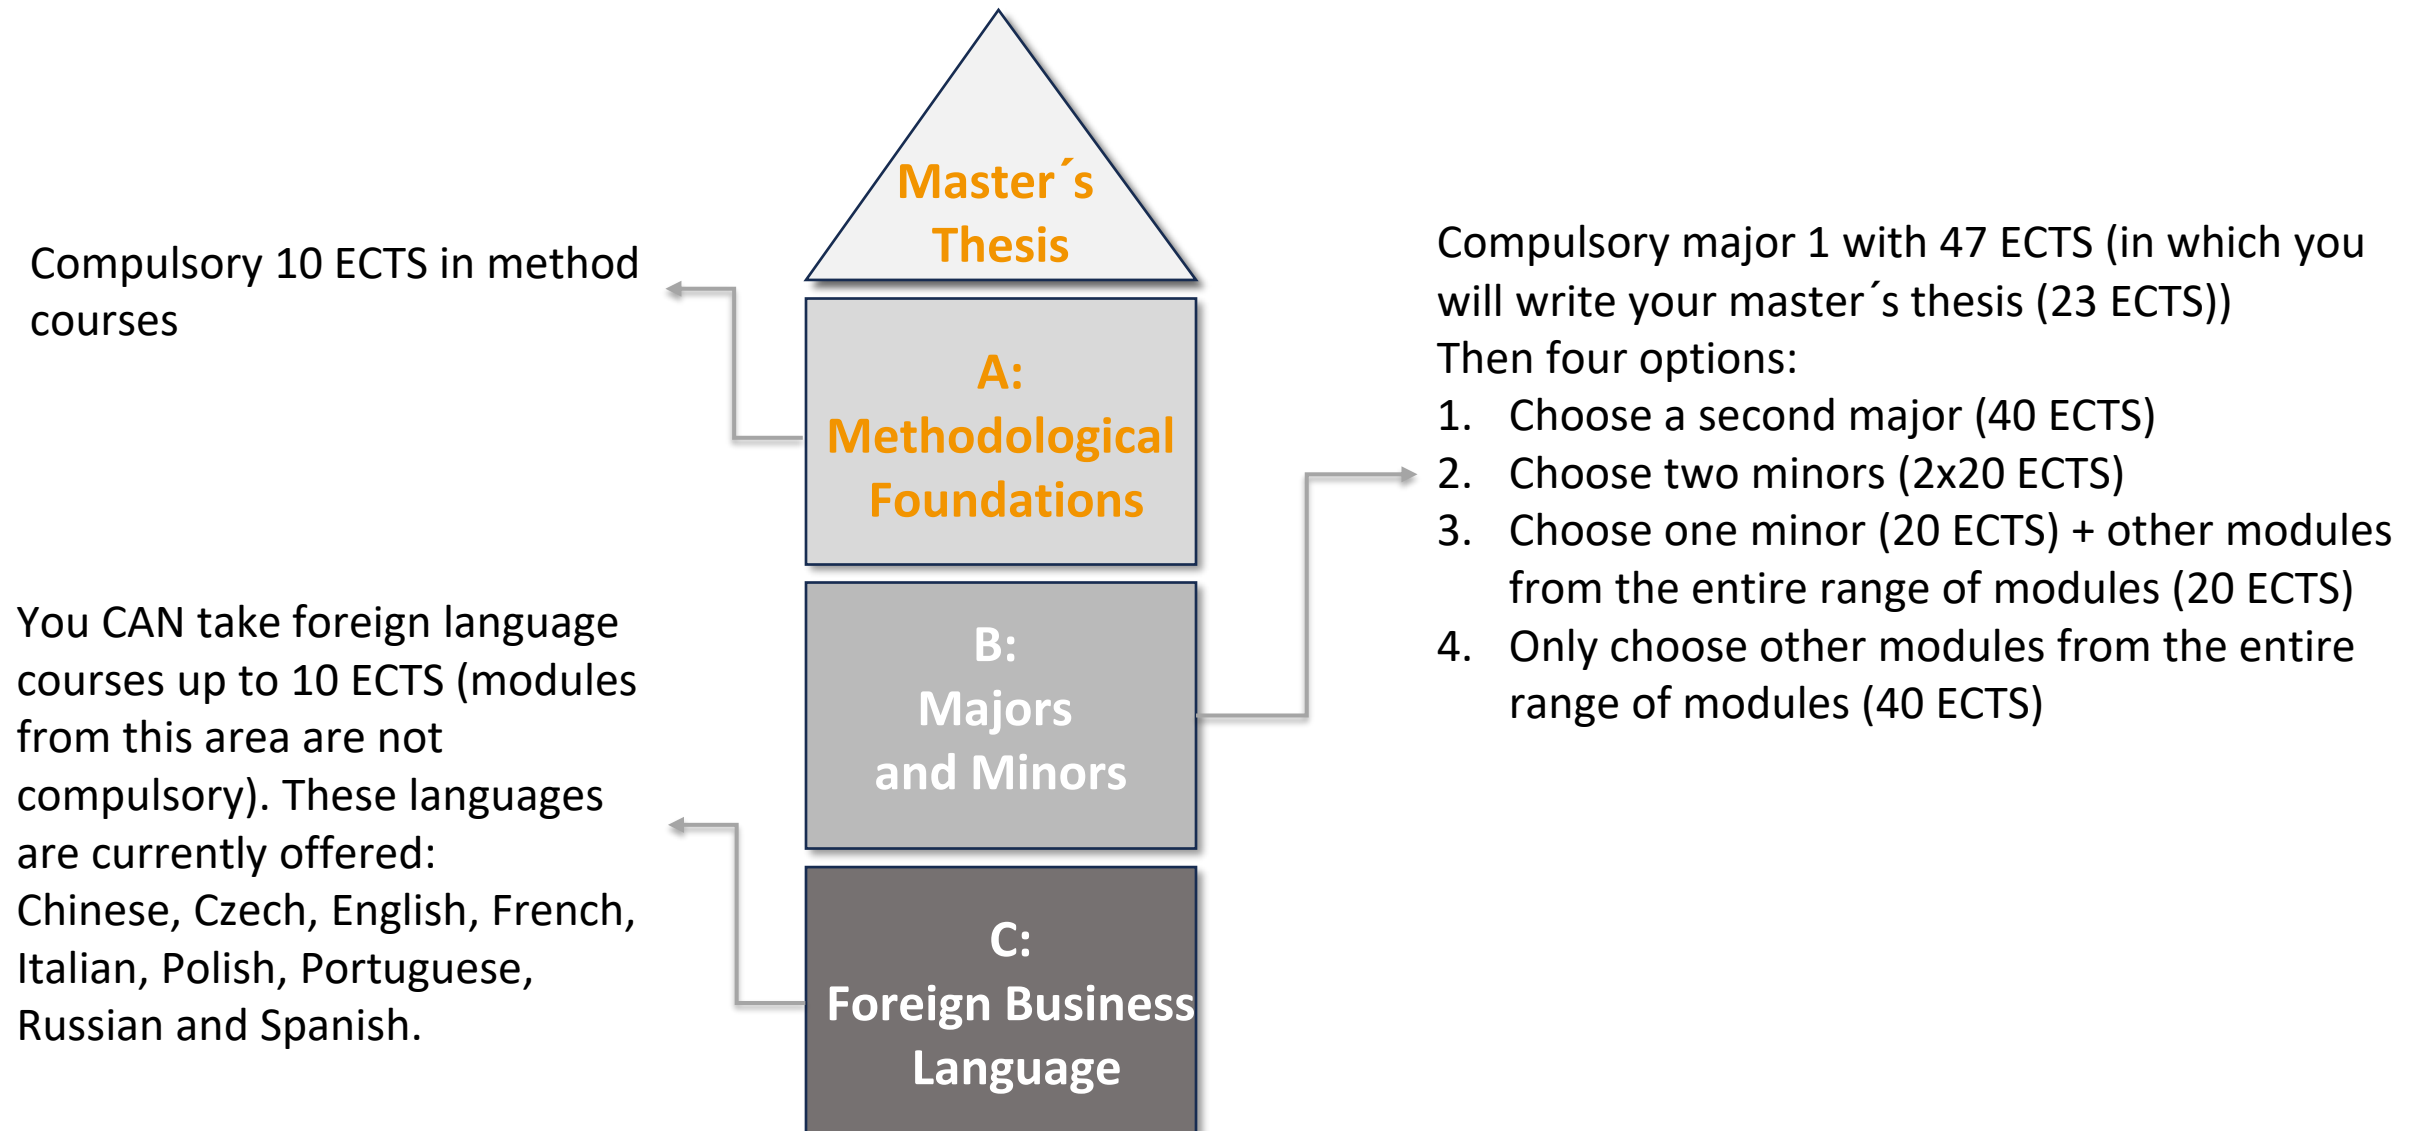 Master´s
Thesis
Compulsory 10 ECTS in method
courses
A:
Methodological
Foundations
Compulsory major 1 with 47 ECTS (in which you
will write your master´s thesis (23 ECTS))
Then four options:
1. Choose a second major (40 ECTS)
2. Choose two minors (2x20 ECTS)
3. Choose one minor (20 ECTS) + other modules
from the entire range of modules (20 ECTS)
4. Only choose other modules from the entire
range of modules (40 ECTS)
B:
Majors
and Minors
You CAN take foreign language
courses up to 10 ECTS (modules
from this area are not
compulsory). These languages
are currently offered:
Chinese, Czech, English, French,
Italian, Polish, Portuguese,
Russian and Spanish.
C:
Foreign Business
Language